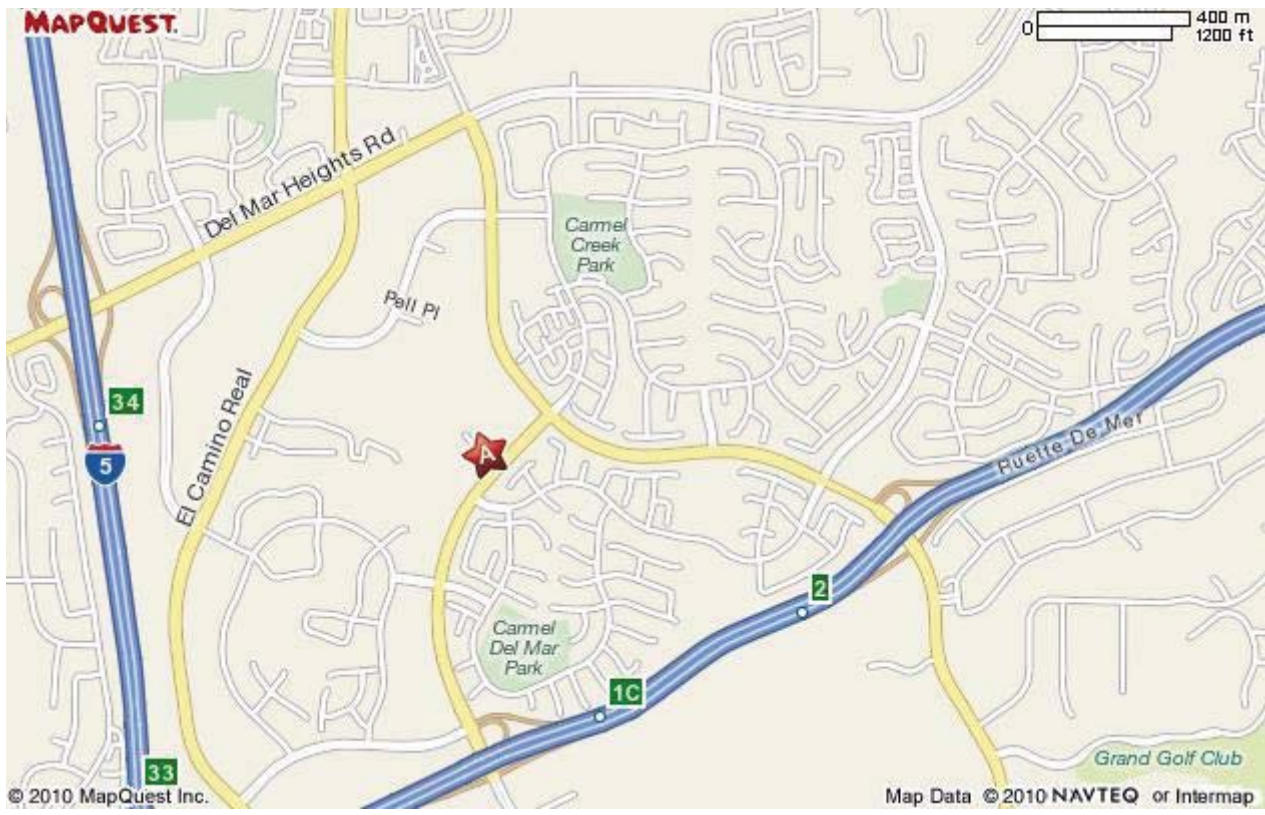 MAPQUEST.
0
400 m
1200 ft
Del Mar Heights Rd
Carmel
Creek
Park
Pell Pl
34
5
El Camino Real
A
Ruette De Mer
2
Carmel
Del Mar
Park
1C
33
Grand Golf Club
© 2010 MapQuest Inc.
Map Data © 2010 NAVTEQ or Intermap